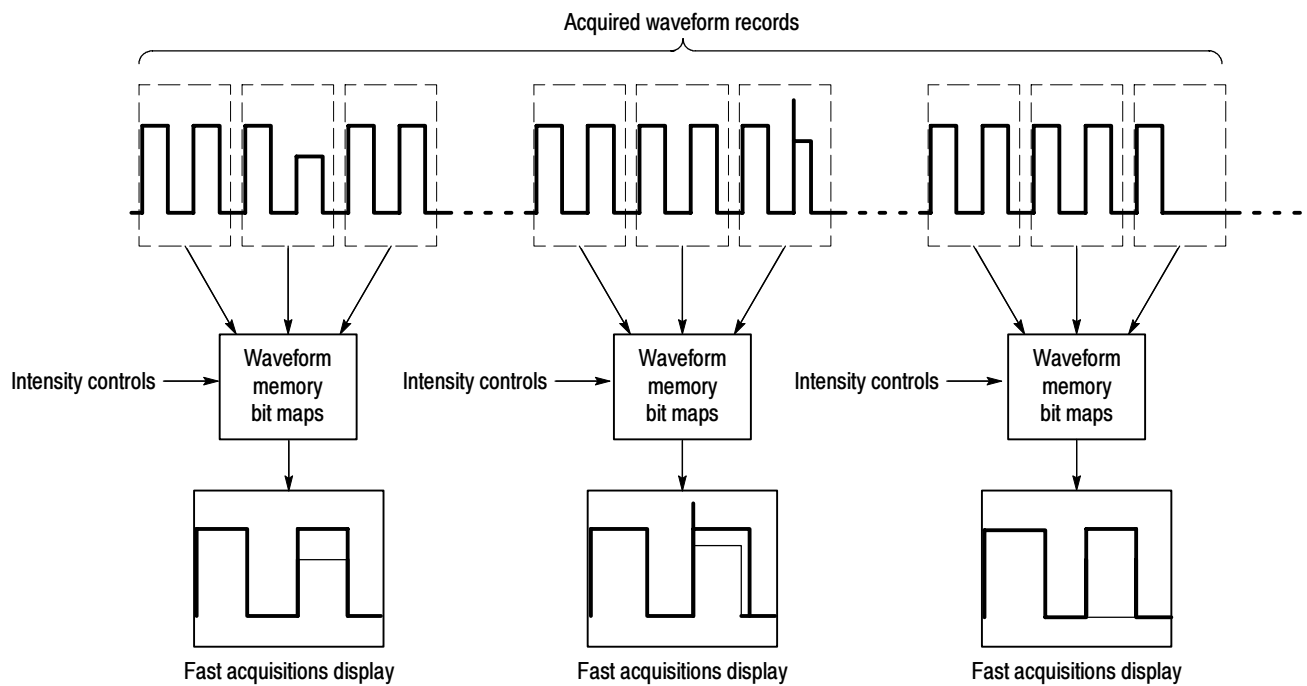 Acquired waveform records
Intensity controls
Waveform
memory
bit maps
Intensity controls
Waveform
memory
bit maps
Intensity controls
Waveform
memory
bit maps
Fast acquisitions display
Fast acquisitions display
Fast acquisitions display